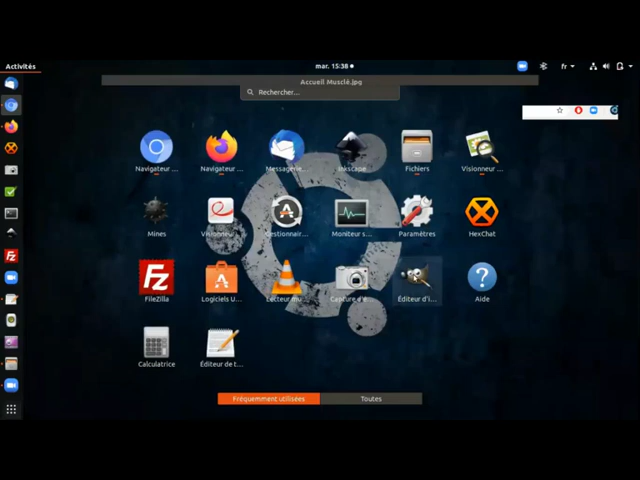 Activités
mar. 15:38
fr
Accueil Musclé.jpg
Rechercher...
Navigateur ...
Navigateur ...
Messagerie...
Inkscape
Fichiers
Visionneur ...
Mines
Visionneur...
Gestionnair...
Moniteur s...
Paramètres
HexChat
FileZilla
Logiciels U...
Lecteur mu...
Capture d'é...
Éditeur d'i...
Aide
Calculatrice
Éditeur de t...
Fréquemment utilisées
Toutes